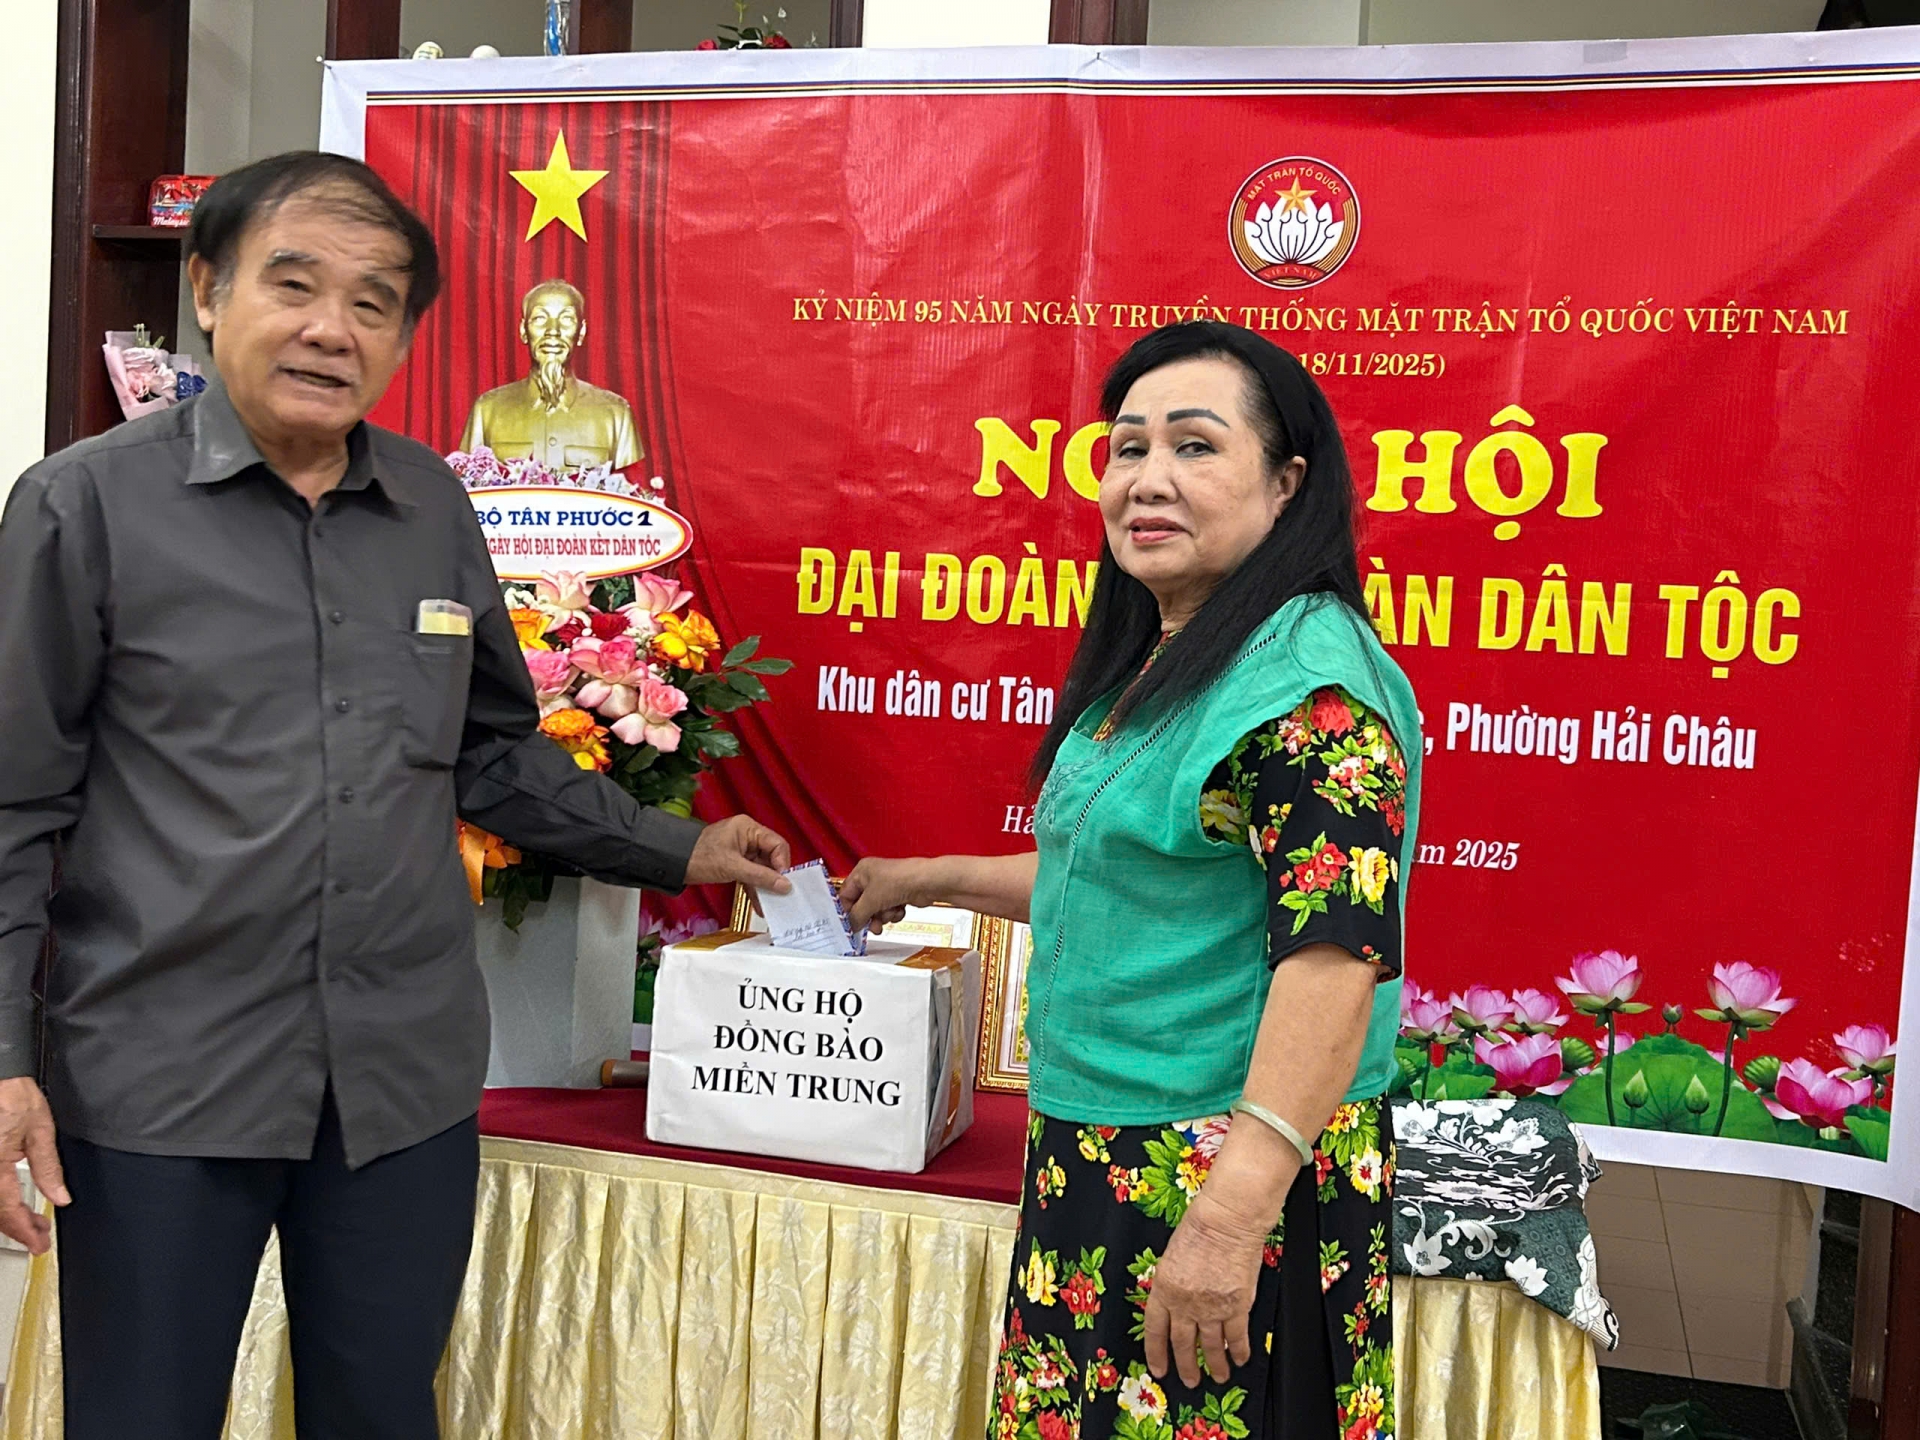 MẶT TRẬN TỔ QUỐC
VIỆT NAM
KỶ NIỆM 95 NĂM NGÀY TRUYỀN THỐNG MẶT TRẬN TỔ QUỐC VIỆT NAM
18/11/2025)
HỘI
ĐẠI ĐOÀN DÂN TỘC
Khu dân cư Tân , Phường Hải Châu
2025
BỘ TÂN PHƯỚC 1
NGÀY HỘI ĐẠI ĐOÀN KẾT DÂN TỘC
ỦNG HỘ
ĐỒNG BÀO
MIỀN TRUNG